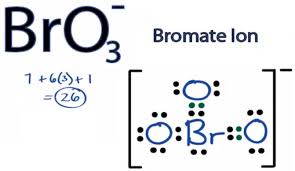 BrO₃⁻
Bromate Ion
7 + 6(3) + 1
= 26
O
O Br O